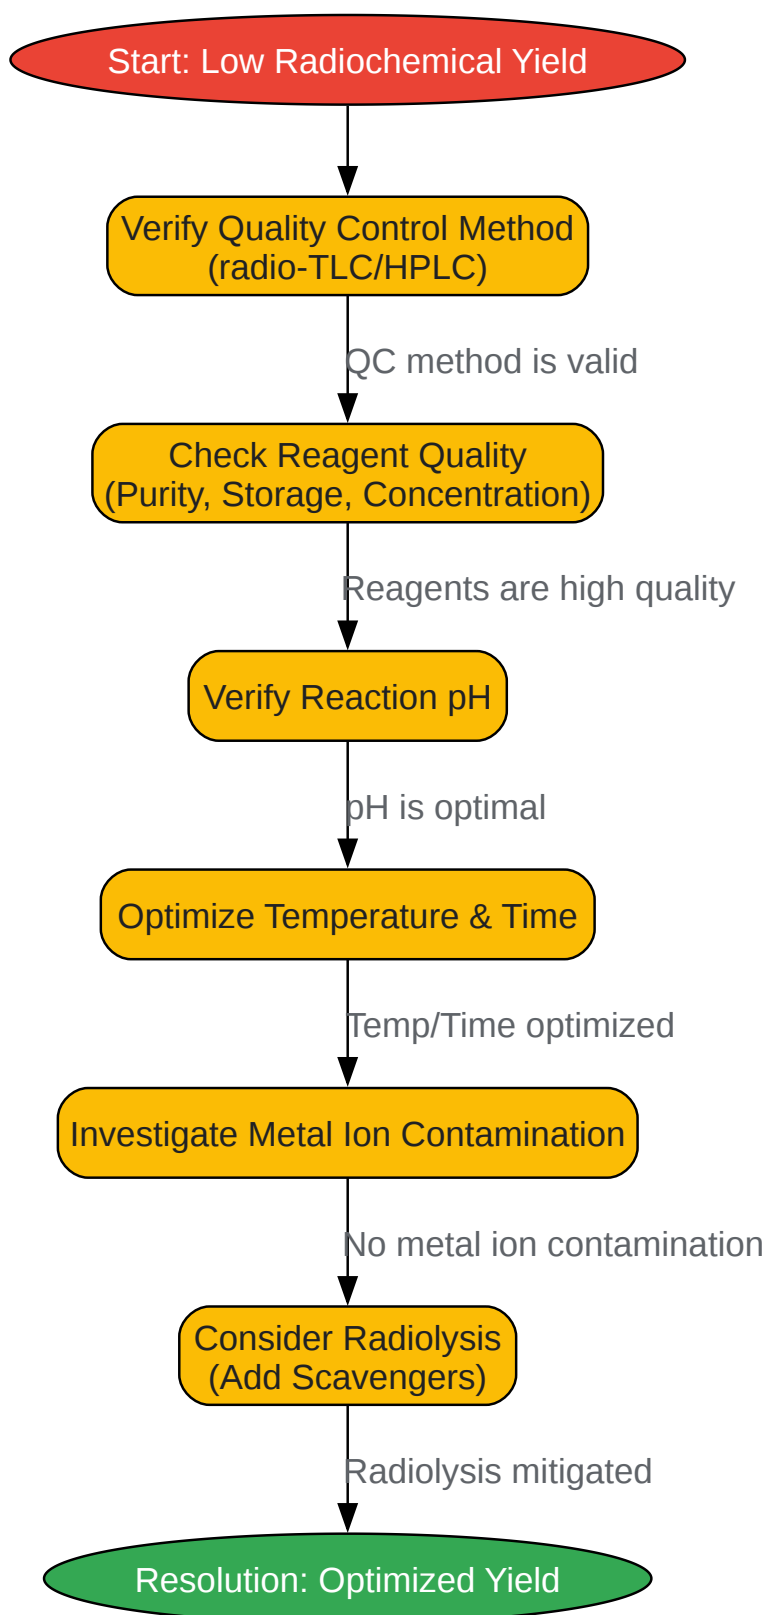 Start: Low Radiochemical Yield
Verify Quality Control Method
(radio-TLC/HPLC)
QC method is valid
Check Reagent Quality
(Purity, Storage, Concentration)
Reagents are high quality
Verify Reaction pH
pH is optimal
Optimize Temperature & Time
Temp/Time optimized
Investigate Metal Ion Contamination
No metal ion contamination
Consider Radiolysis
(Add Scavengers)
Radiolysis mitigated
Resolution: Optimized Yield